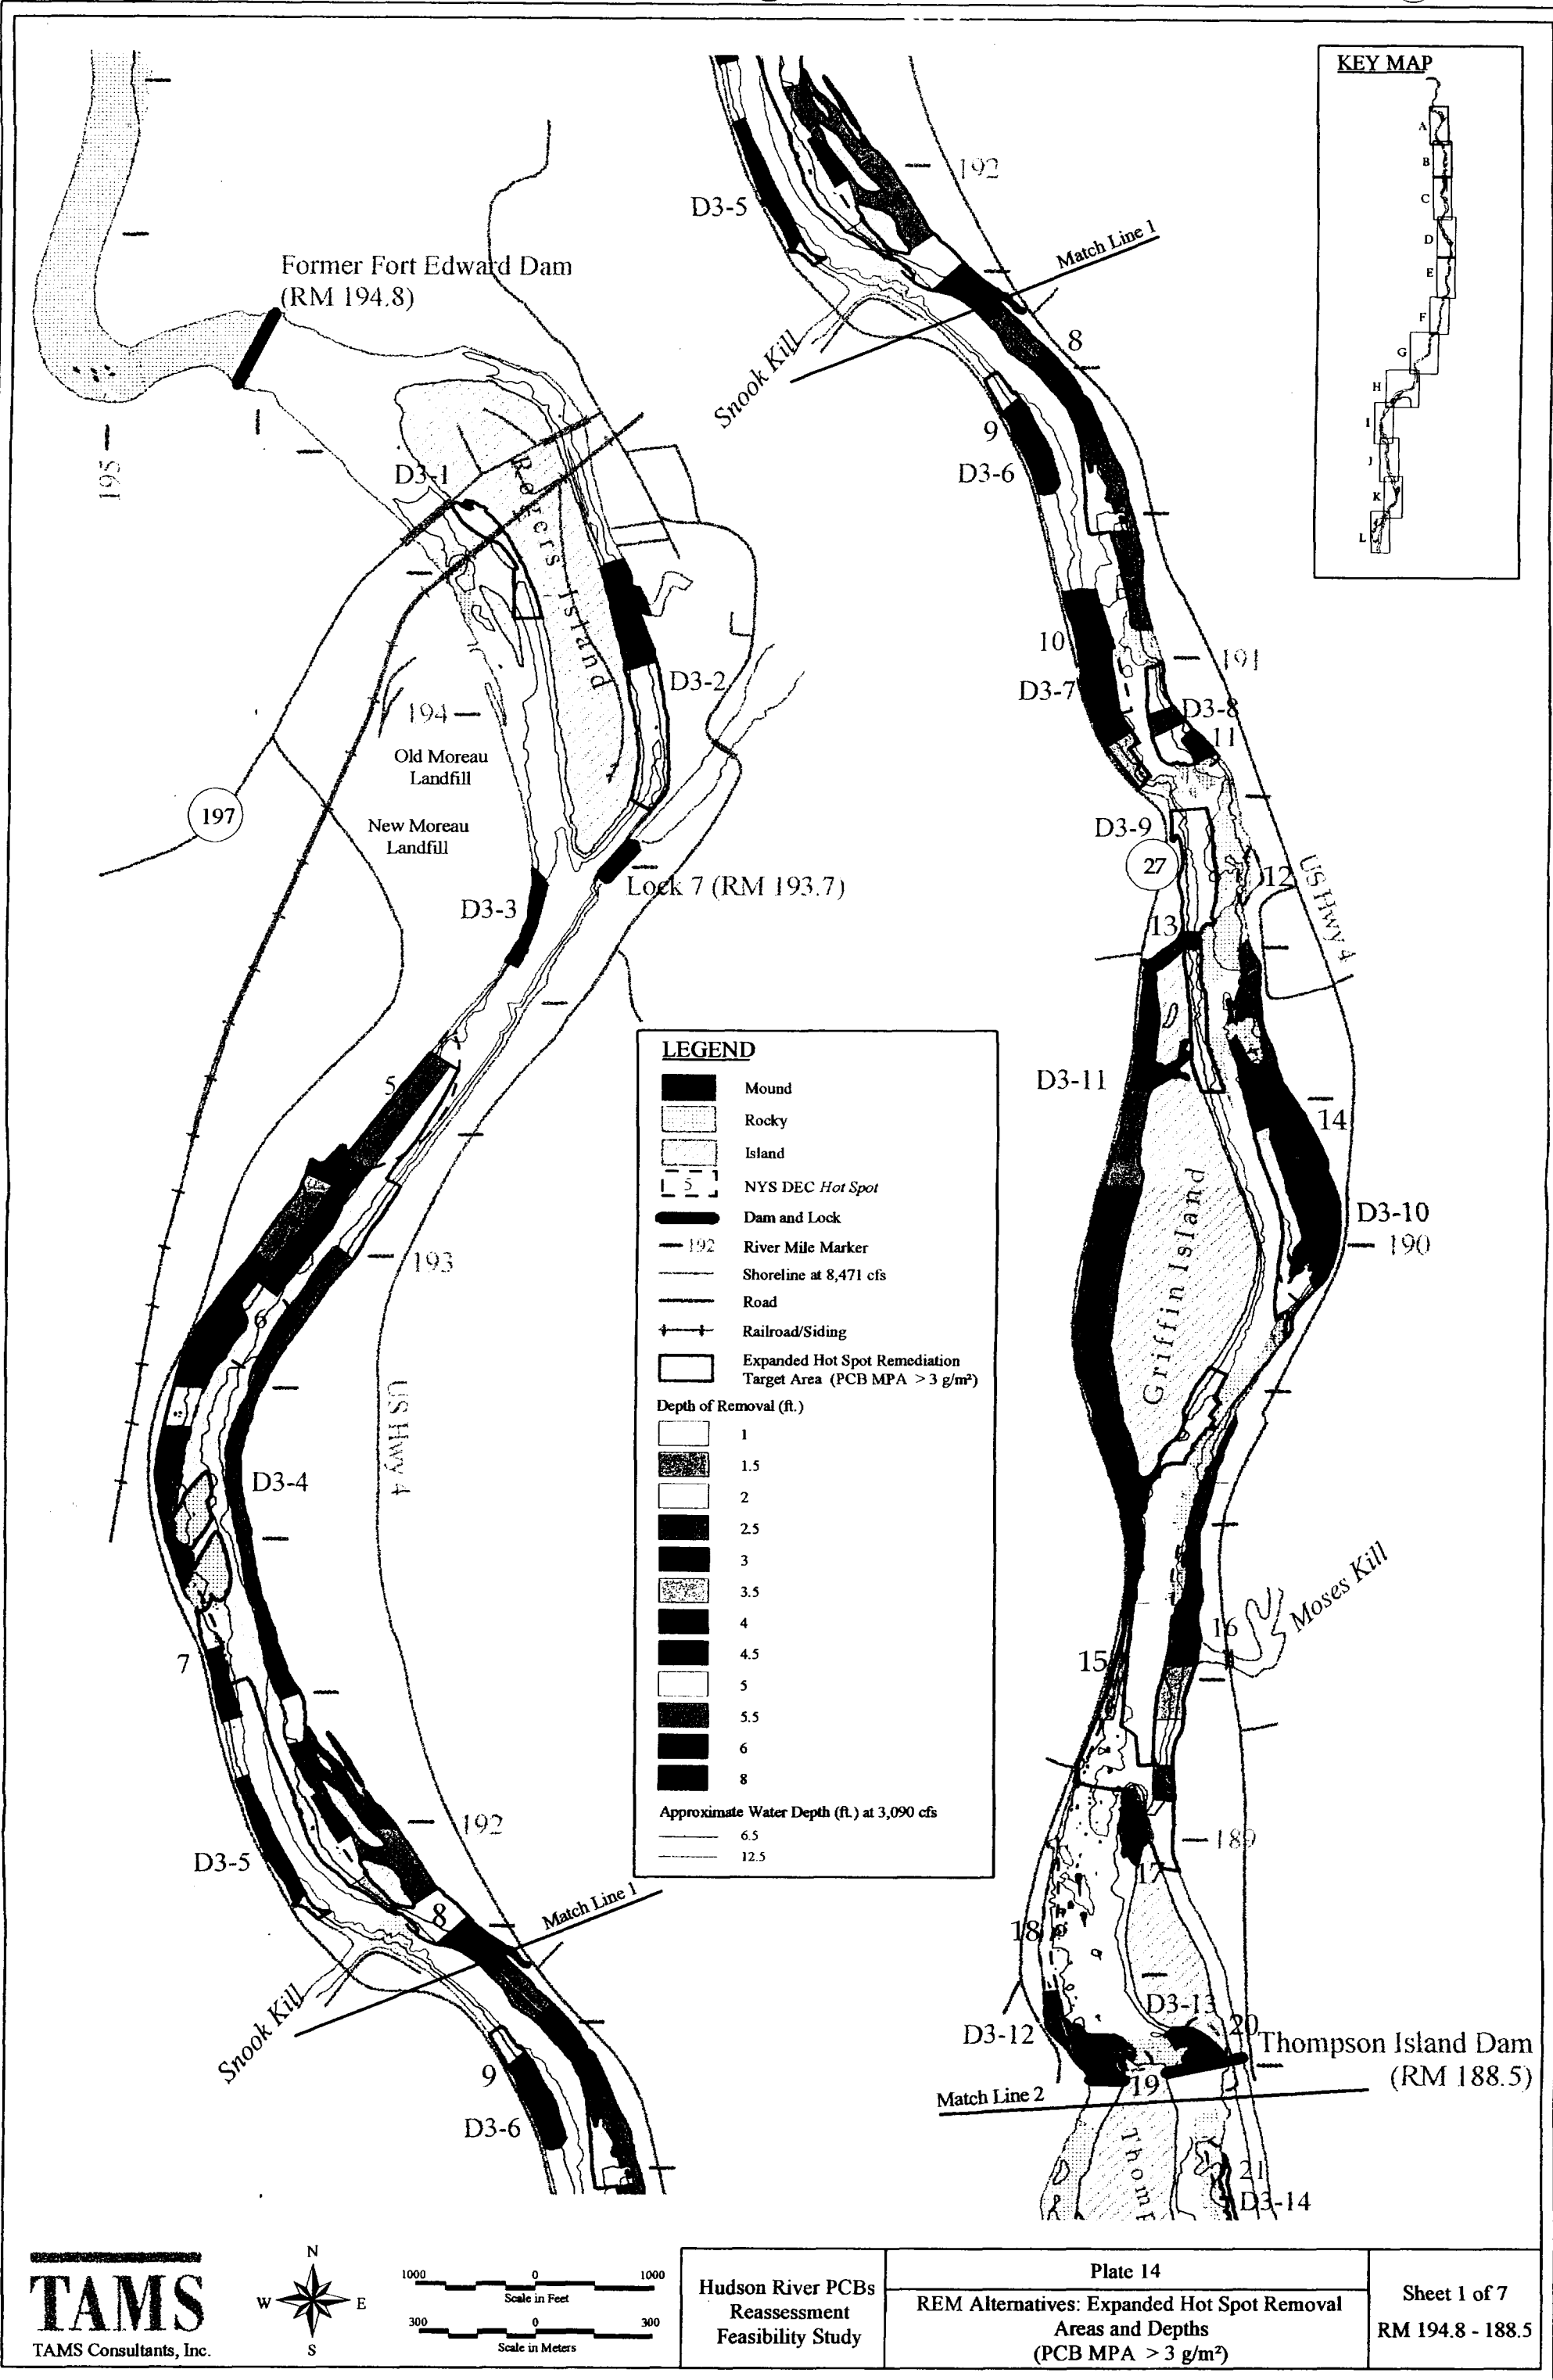 KEY MAP
A
B
C
D
E
F
G
H
I
J
K
L
192
D3-5
Match Line 1
Former Fort Edward Dam
(RM 194.8)
8
Snook Kill
195
D3-1
Rogers Island
9
D3-6
10
191
D3-2
D3-7
D3-8
194
11
Old Moreau
Landfill
197
New Moreau
Landfill
D3-9
27
12
US Hwy 4
Lock 7 (RM 193.7)
D3-3
13
5
D3-11
14
Griffin Island
D3-10
190
193
6
US Hwy 4
D3-4
7
16
Moses Kill
15
192
189
D3-5
17
8
Match Line 1
18
D3-13
20
D3-12
Thompson Island Dam
(RM 188.5)
Snook Kill
9
19
Match Line 2
D3-6
Thomp
21
D3-14
LEGEND
Mound
Rocky
Island
5 NYS DEC Hot Spot
Dam and Lock
192 River Mile Marker
Shoreline at 8,471 cfs
Road
Railroad/Siding
Expanded Hot Spot Remediation
Target Area (PCB MPA > 3 g/m²)
Depth of Removal (ft.)
1
1.5
2
2.5
3
3.5
4
4.5
5
5.5
6
8
Approximate Water Depth (ft.) at 3,090 cfs
6.5
12.5
TAMS
TAMS Consultants, Inc.
N
W E
S
1000 0 1000
Scale in Feet
300 0 300
Scale in Meters
Hudson River PCBs
Reassessment
Feasibility Study
Plate 14
REM Alternatives: Expanded Hot Spot Removal
Areas and Depths
(PCB MPA > 3 g/m²)
Sheet 1 of 7
RM 194.8 - 188.5